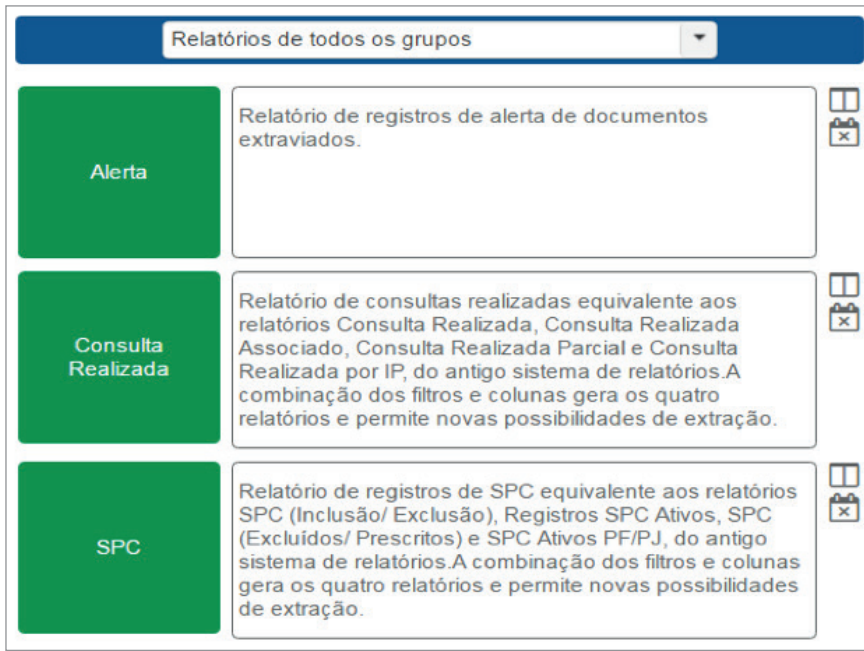 Relatórios de todos os grupos
Alerta
Relatório de registros de alerta de documentos
extraviados.
Consulta
Realizada
Relatório de consultas realizadas equivalente aos
relatórios Consulta Realizada, Consulta Realizada
Associado, Consulta Realizada Parcial e Consulta
Realizada por IP, do antigo sistema de relatórios.A
combinação dos filtros e colunas gera os quatro
relatórios e permite novas possibilidades de extração.
SPC
Relatório de registros de SPC equivalente aos relatórios
SPC (Inclusão/ Exclusão), Registros SPC Ativos, SPC
(Excluídos/ Prescritos) e SPC Ativos PF/PJ, do antigo
sistema de relatórios.A combinação dos filtros e colunas
gera os quatro relatórios e permite novas possibilidades
de extração.